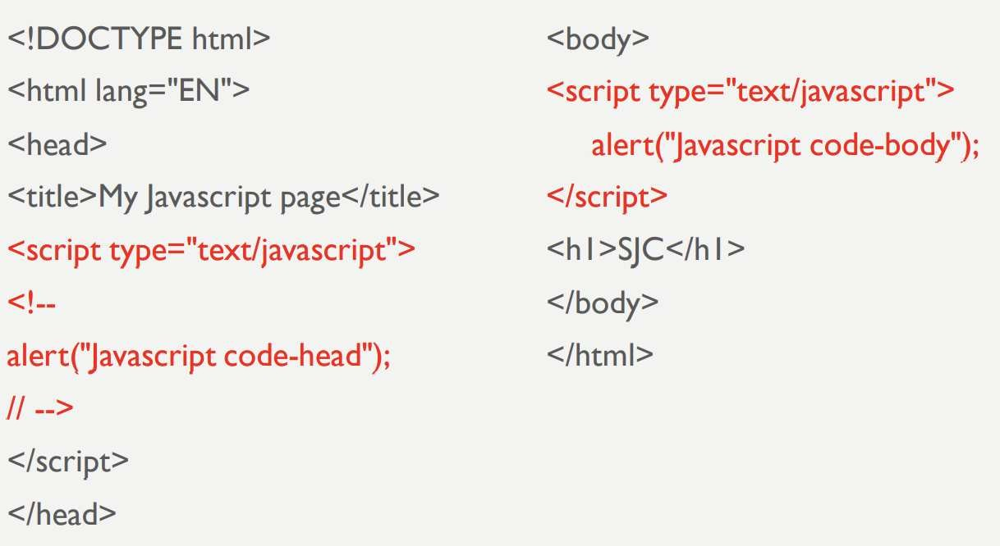 <!DOCTYPE html>
<html lang="EN">
<head>
<title>My Javascript page</title>
<script type="text/javascript">
<!--
alert("Javascript code-head");
// -->
</script>
</head>
<body>
<script type="text/javascript">
alert("Javascript code-body");
</script>
<h1>SJC</h1>
</body>
</html>